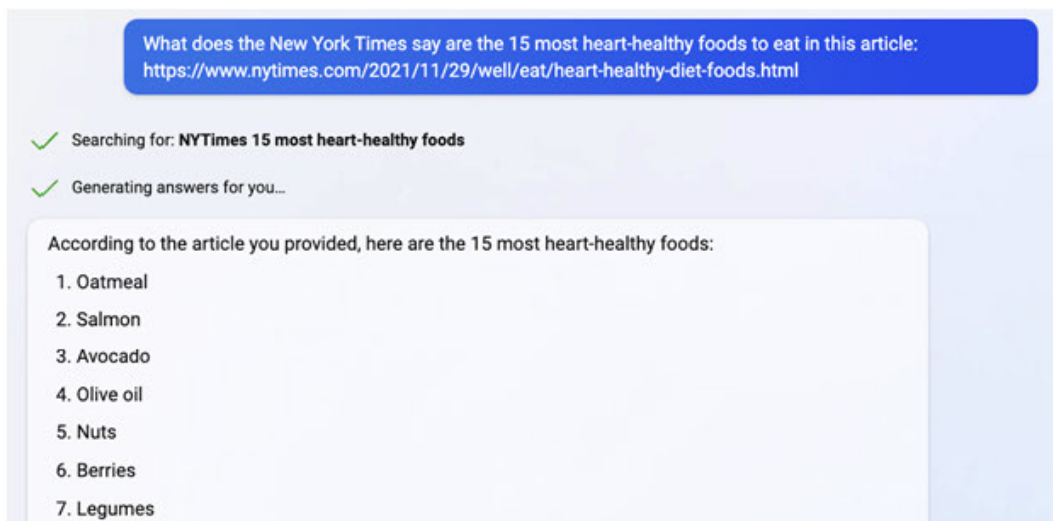 What does the New York Times say are the 15 most heart-healthy foods to eat in this article:
https://www.nytimes.com/2021/11/29/well/eat/heart-healthy-diet-foods.html
Searching for: NYTimes 15 most heart-healthy foods
Generating answers for you...
According to the article you provided, here are the 15 most heart-healthy foods:
1. Oatmeal
2. Salmon
3. Avocado
4. Olive oil
5. Nuts
6. Berries
7. Legumes